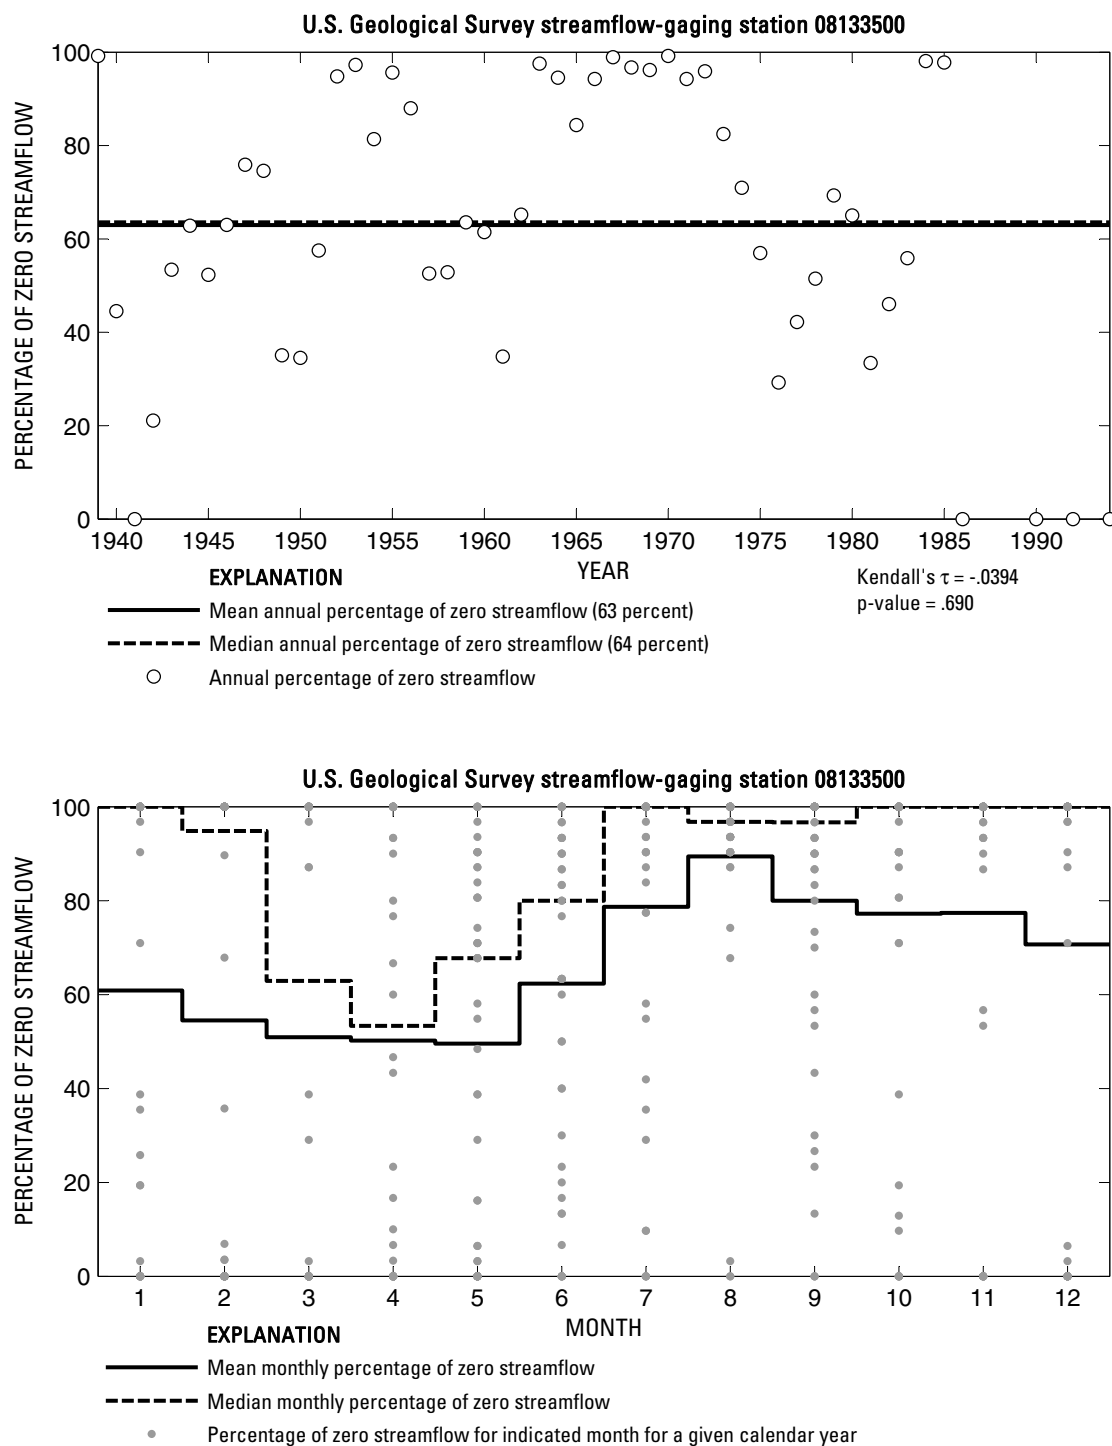 U.S. Geological Survey streamflow-gaging station 08133500
PERCENTAGE OF ZERO STREAMFLOW
100
80
60
40
20
0
1940 1945 1950 1955 1960 1965 1970 1975 1980 1985 1990
YEAR
EXPLANATION
Mean annual percentage of zero streamflow (63 percent)
Median annual percentage of zero streamflow (64 percent)
Annual percentage of zero streamflow
Kendall's τ = -.0394
p-value = .690
U.S. Geological Survey streamflow-gaging station 08133500
PERCENTAGE OF ZERO STREAMFLOW
100
80
60
40
20
0
1 2 3 4 5 6 7 8 9 10 11 12
MONTH
EXPLANATION
Mean monthly percentage of zero streamflow
Median monthly percentage of zero streamflow
Percentage of zero streamflow for indicated month for a given calendar year